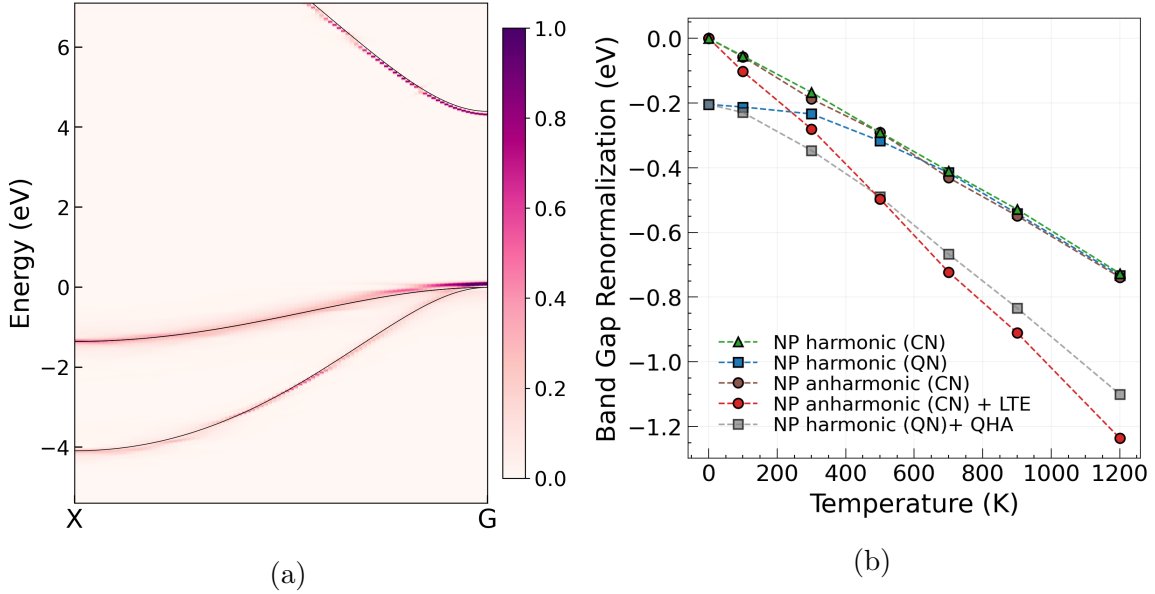 6
4
2
0
−2
−4
Energy (eV)
X
G
1.0
0.8
0.6
0.4
0.2
0.0
(a)
0.0
−0.2
−0.4
−0.6
−0.8
−1.0
−1.2
Band Gap Renormalization (eV)
NP harmonic (CN)
NP harmonic (QN)
NP anharmonic (CN)
NP anharmonic (CN) + LTE
NP harmonic (QN)+ QHA
0 200 400 600 800 1000 1200
Temperature (K)
(b)